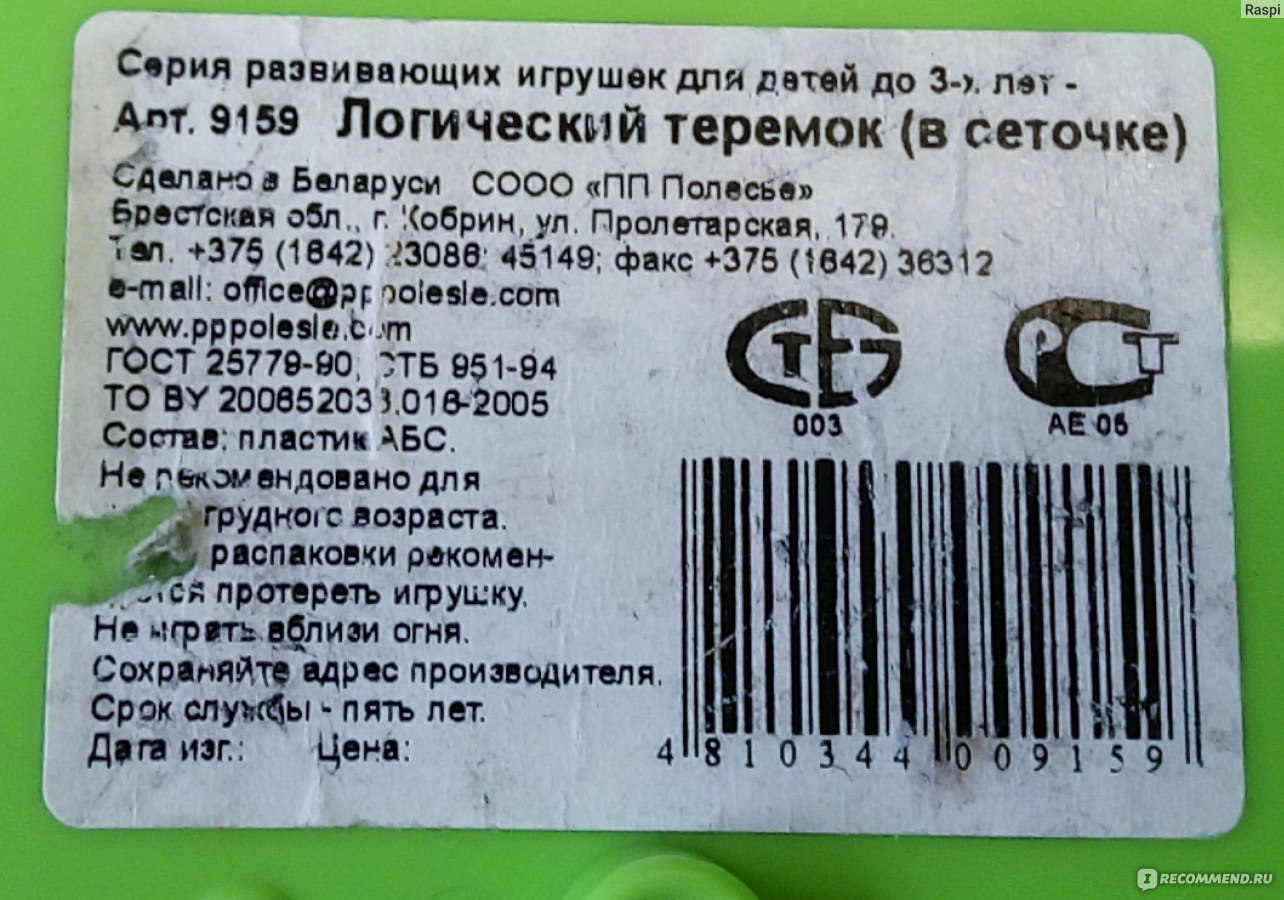 Raspi
Серия развивающих игрушек для детей до 3-х лет -
Арт. 9159 Логический теремок (в сеточке)
Сделано в Беларуси СООО «ПП Полесье»
Брестская обл., г. Кобрин, ул. Пролетарская, 179.
Тел. +375 (1642) 23086; 45149; факс +375 (1642) 36312
e-mail: office@pppolesie.com
www.pppolesie.com
ГОСТ 25779-90; СТБ 951-94
ТО BY 200652033.016-2005
Состав: пластик АБС.
СТБ
003
РСТ
АЕ 06
Не рекомендовано для
грудного возраста.
распаковки рекомен-
дуется протереть игрушку.
Не играть вблизи огня.
Сохраняйте адрес производителя.
Срок службы - пять лет.
Дата изг.: Цена:
4 810344 009159
IRECOMMEND.RU